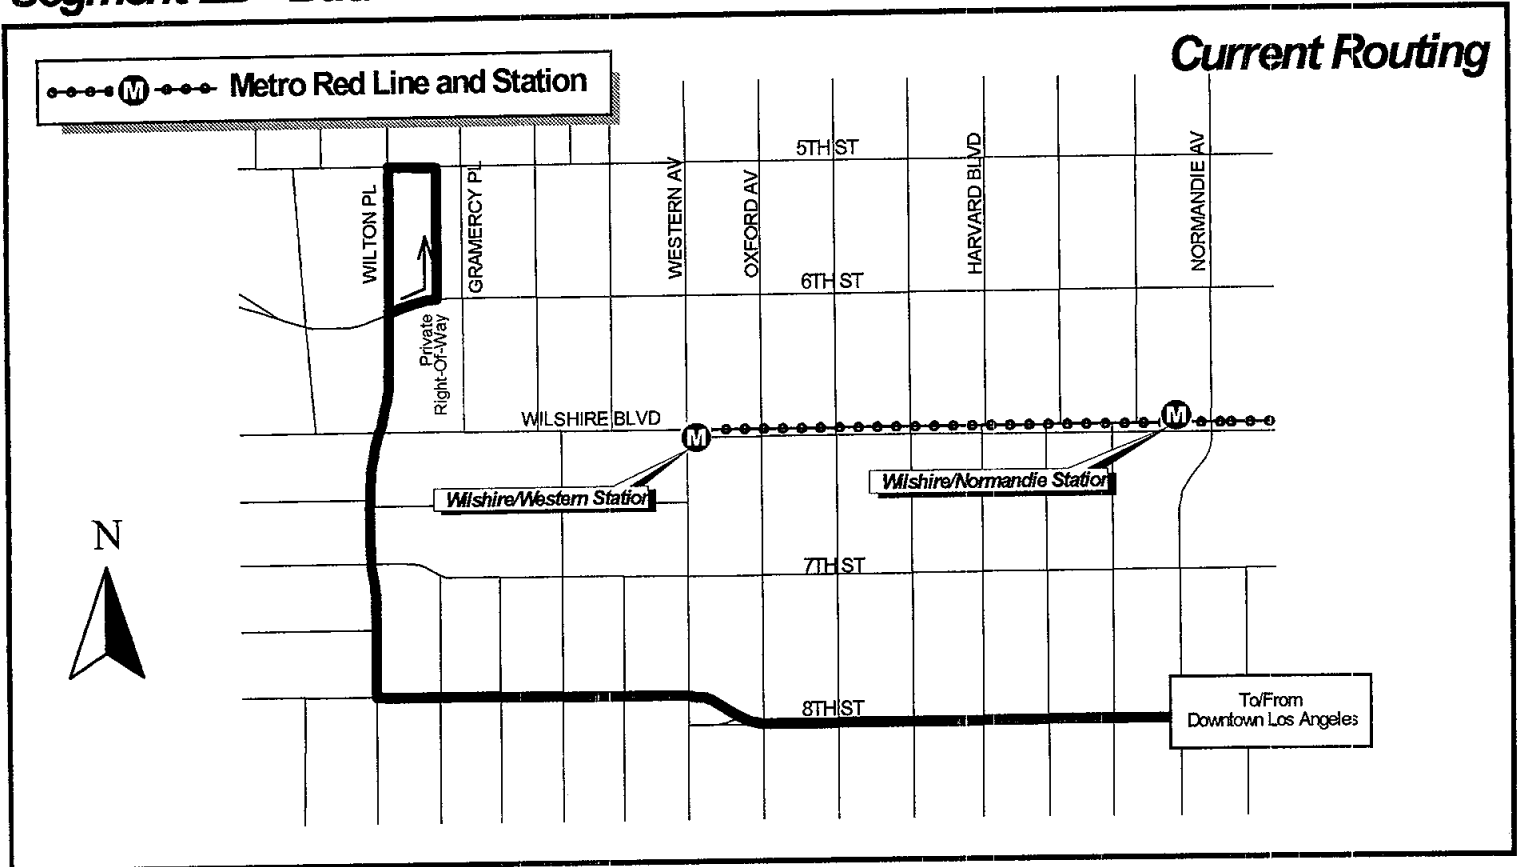 Current Routing
M Metro Red Line and Station
5TH ST
WILTON PL
GRAMERCY PL
WESTERN AV
OXFORD AV
HARVARD BLVD
NORMANDIE AV
6TH ST
Private
Right-Of-Way
WILSHIRE BLVD
M
M
Wilshire/Western Station
Wilshire/Normandie Station
N
7TH ST
8TH ST
To/From
Downtown Los Angeles